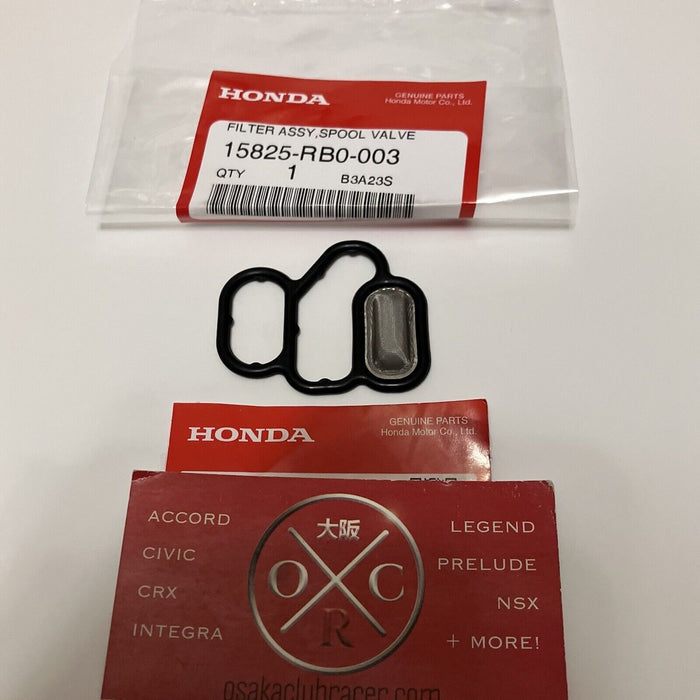 HONDA
GENUINE PARTS
Honda Motor Co., Ltd.
FILTER ASSY,SPOOL VALVE
15825-RB0-003
QTY 1 B3A23S
HONDA
GENUINE PARTS
Honda Motor Co., Ltd.
ACCORD
CIVIC
CRX
INTEGRA
大阪
O C
R
LEGEND
PRELUDE
NSX
+ MORE!
osakaclubracer.com